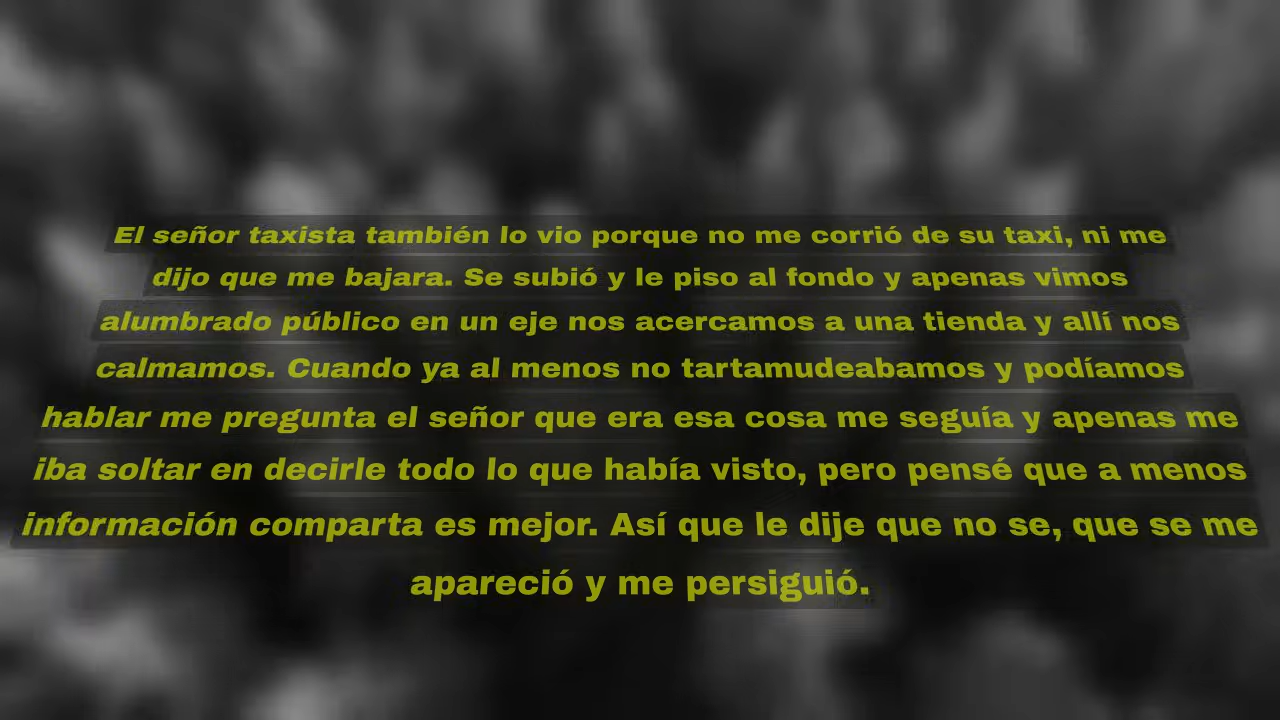 El señor taxista también lo vio porque no me corrió de su taxi, ni me
dijo que me bajara. Se subió y le piso al fondo y apenas vimos
alumbrado público en un eje nos acercamos a una tienda y allí nos
calmamos. Cuando ya al menos no tartamudeabamos y podíamos
hablar me pregunta el señor que era esa cosa me seguía y apenas me
iba soltar en decirle todo lo que había visto, pero pensé que a menos
información comparta es mejor. Así que le dije que no se, que se me
apareció y me persiguió.